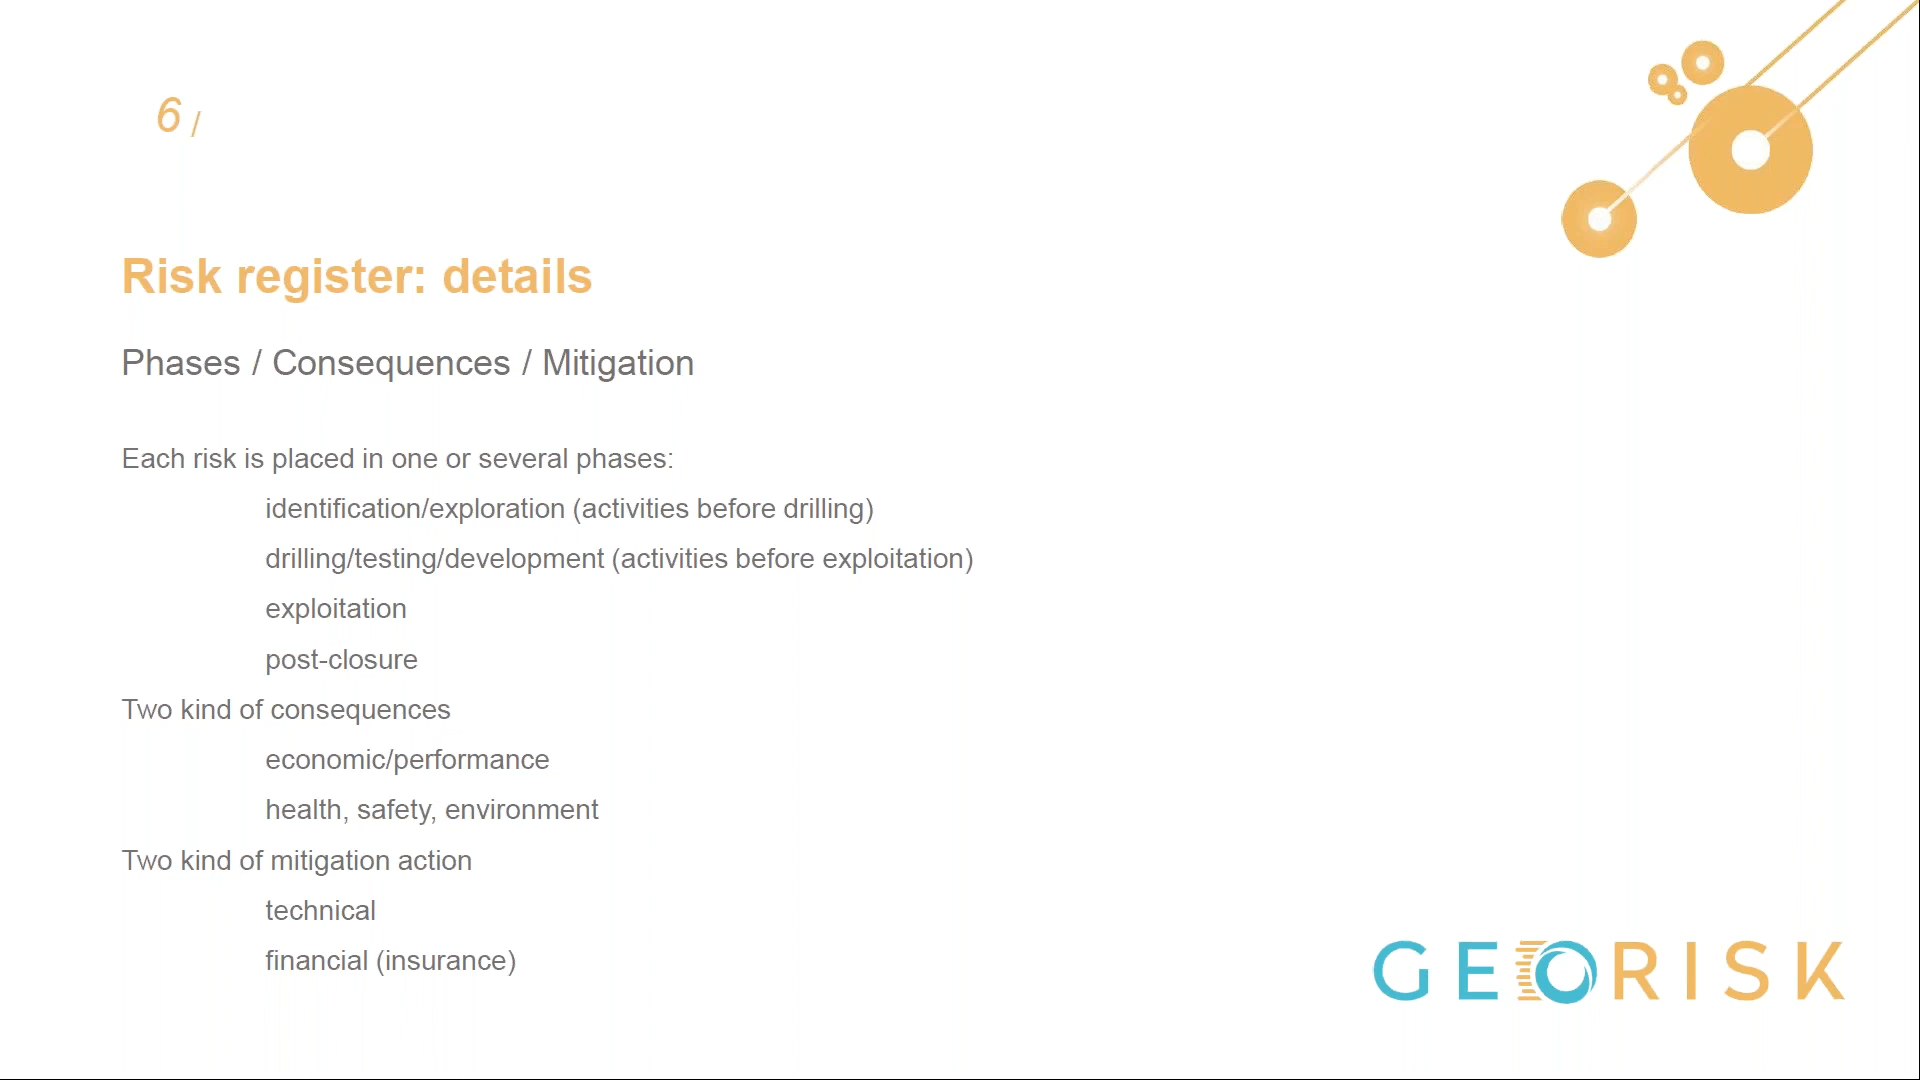 6 /
Risk register: details
Phases / Consequences / Mitigation
Each risk is placed in one or several phases:
identification/exploration (activities before drilling)
drilling/testing/development (activities before exploitation)
exploitation
post-closure
Two kind of consequences
economic/performance
health, safety, environment
Two kind of mitigation action
technical
financial (insurance)
GEORISK